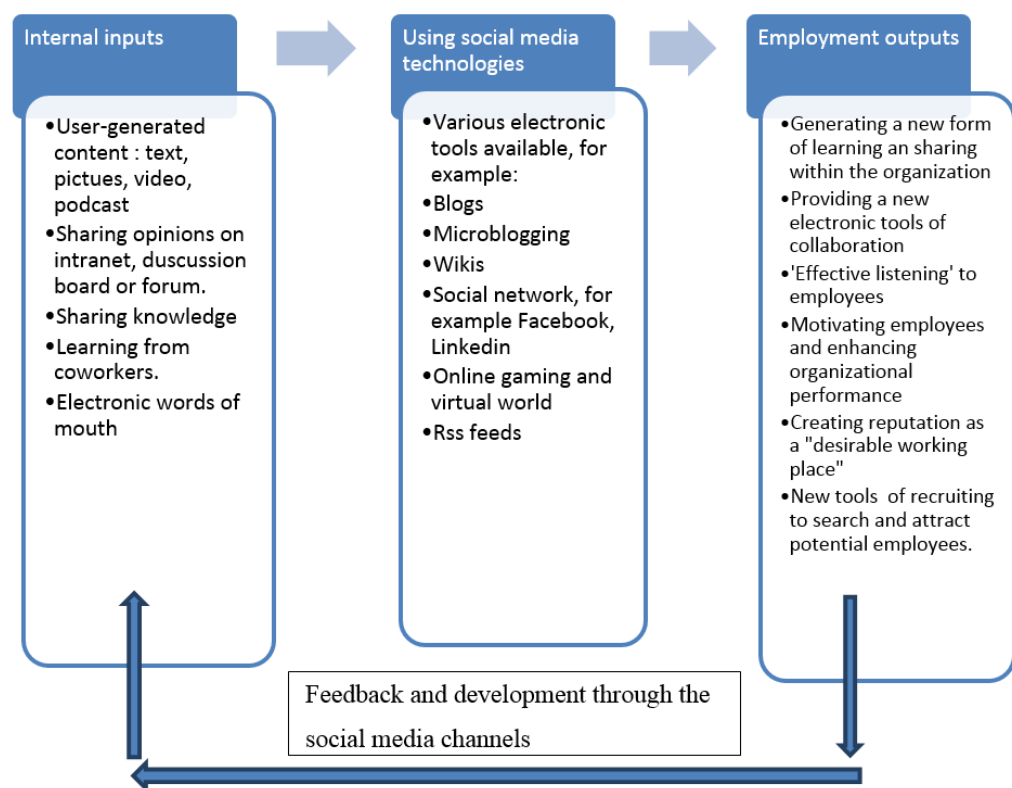 Internal inputs
•User-generated
content : text,
pictues, video,
podcast
•Sharing opinions on
intranet, duscussion
board or forum.
•Sharing knowledge
•Learning from
coworkers.
•Electronic words of
mouth
Using social media
technologies
•Various electronic
tools available, for
example:
•Blogs
•Microblogging
•Wikis
•Social network, for
example Facebook,
Linkedin
•Online gaming and
virtual world
•Rss feeds
Employment outputs
•Generating a new form
of learning an sharing
within the organization
•Providing a new
electronic tools of
collaboration
•'Effective listening' to
employees
•Motivating employees
and enhancing
organizational
performance
•Creating reputation as
a "desirable working
place"
•New tools of recruiting
to search and attract
potential employees.
Feedback and development through the
social media channels